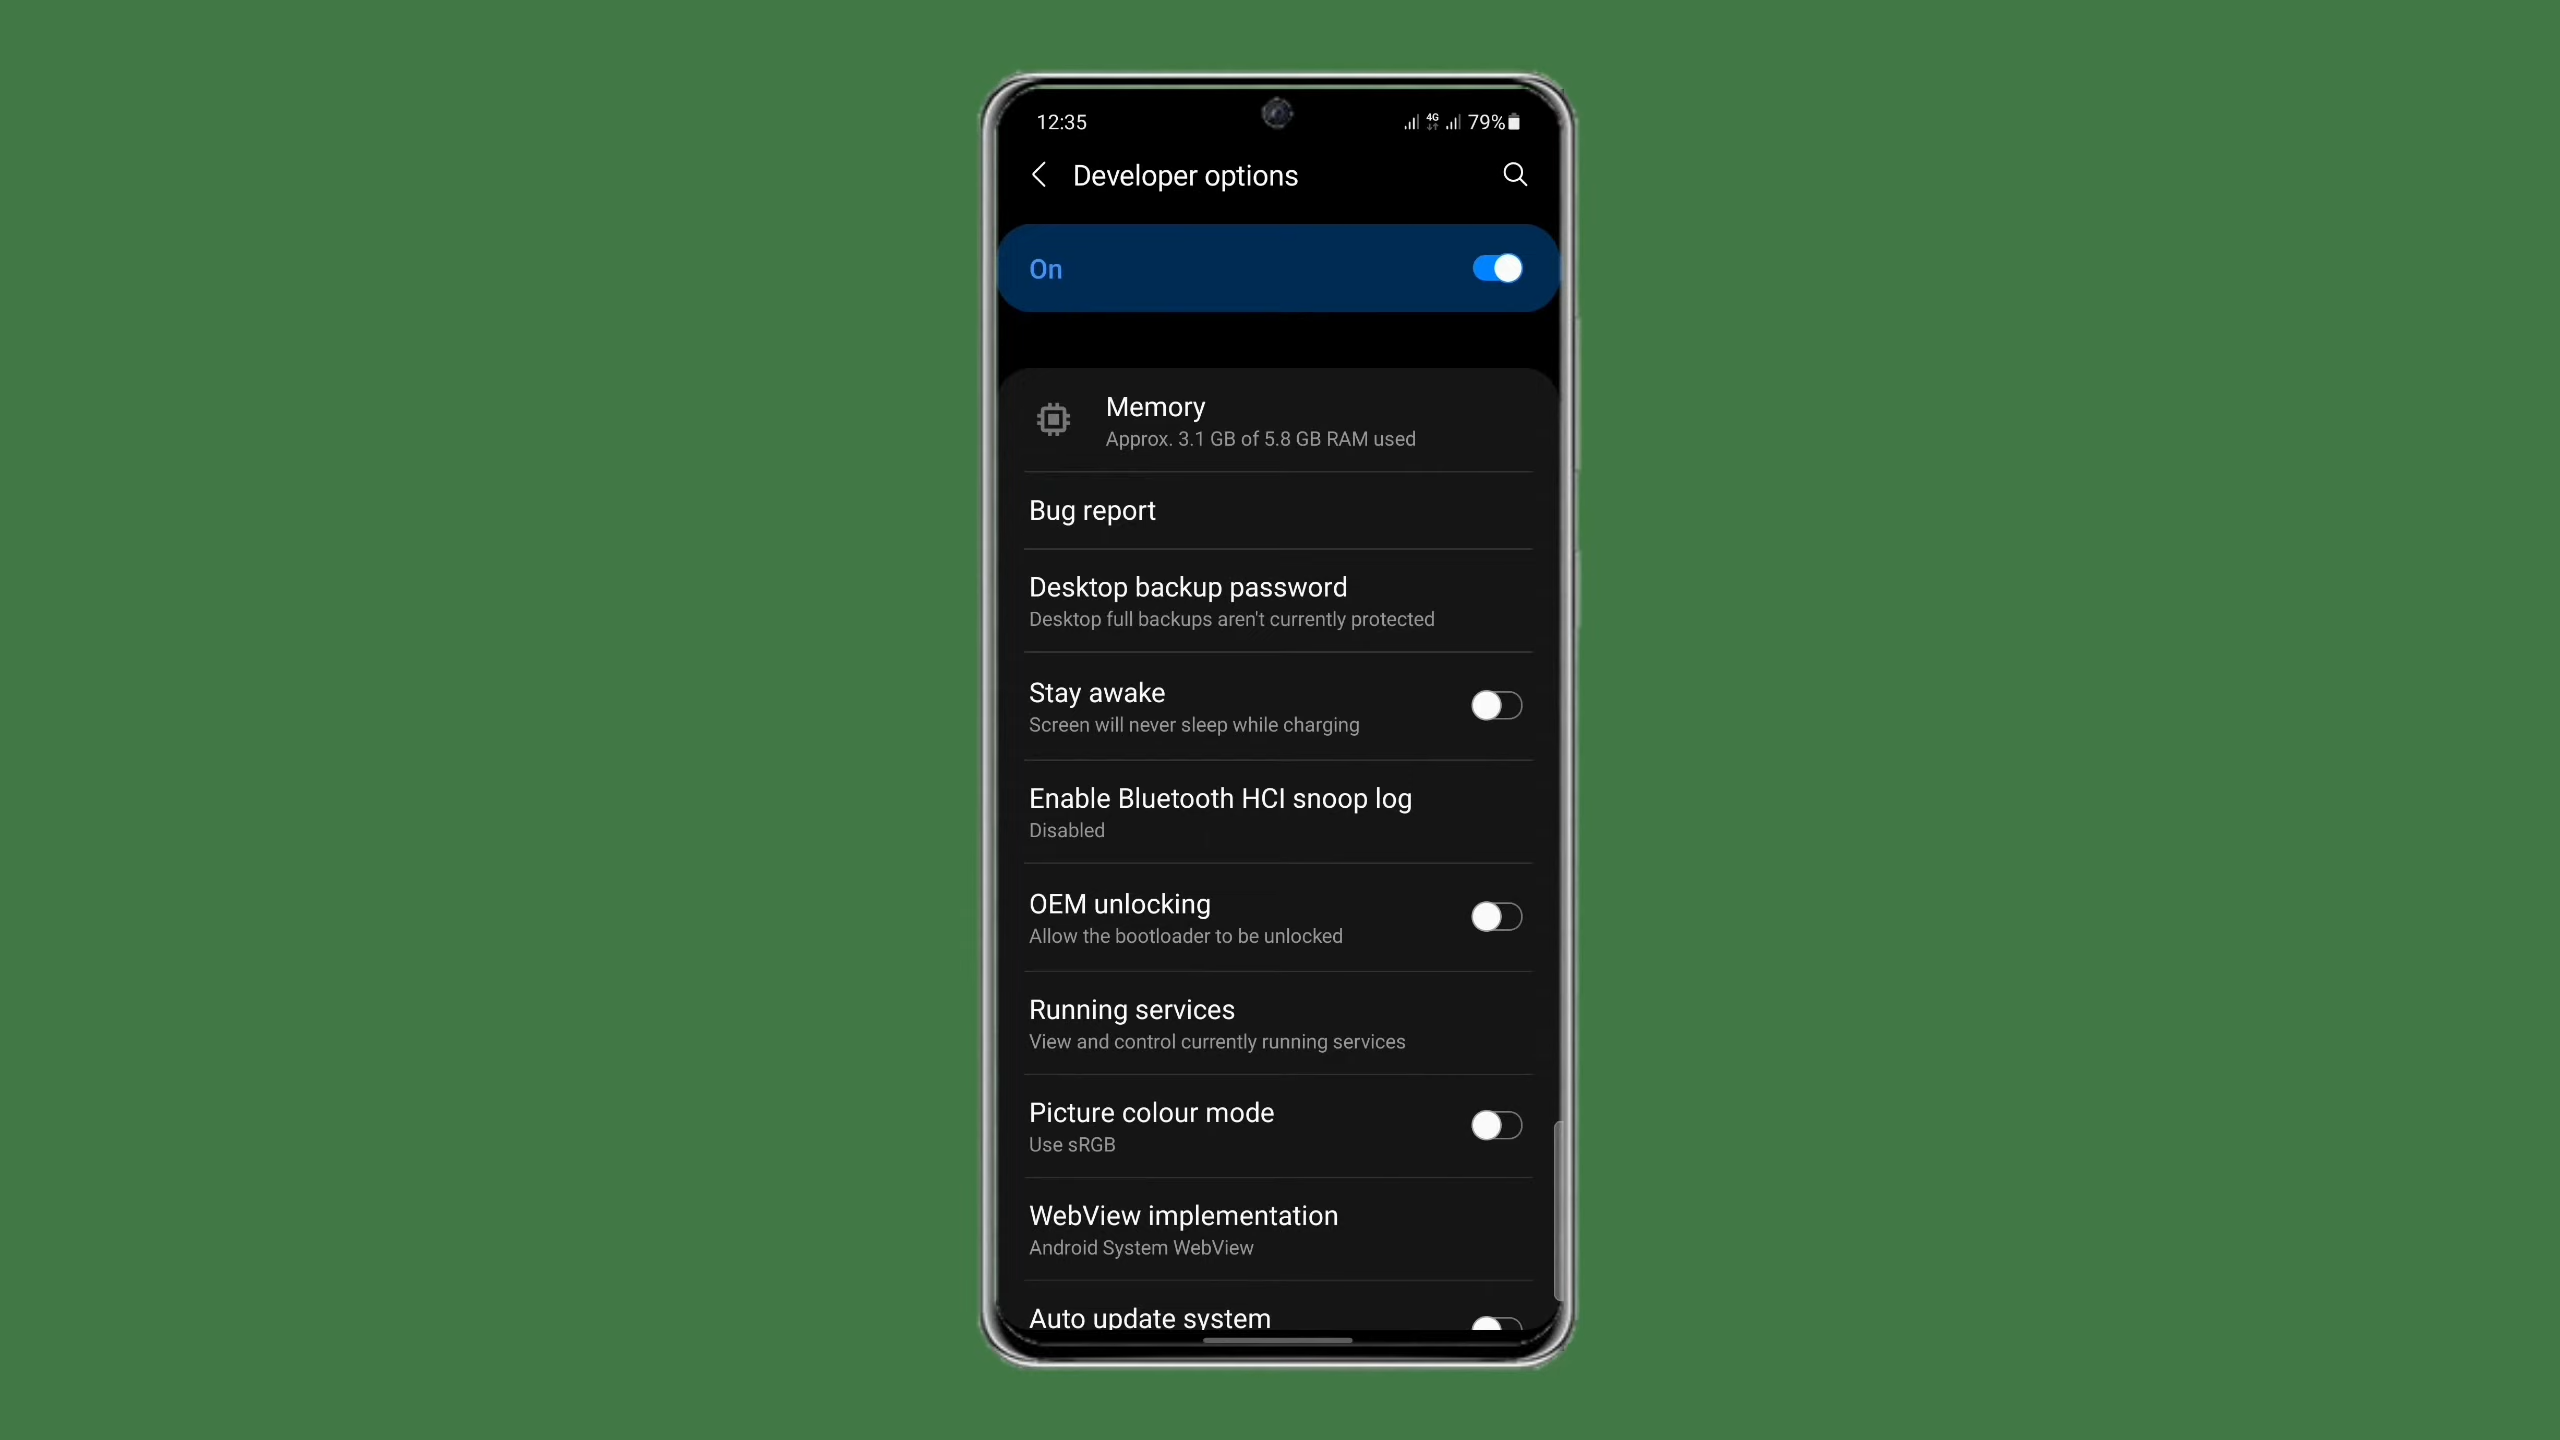 12:35
4G 79%
Developer options
On
Memory
Approx. 3.1 GB of 5.8 GB RAM used
Bug report
Desktop backup password
Desktop full backups aren't currently protected
Stay awake
Screen will never sleep while charging
Enable Bluetooth HCI snoop log
Disabled
OEM unlocking
Allow the bootloader to be unlocked
Running services
View and control currently running services
Picture colour mode
Use sRGB
WebView implementation
Android System WebView
Auto update system